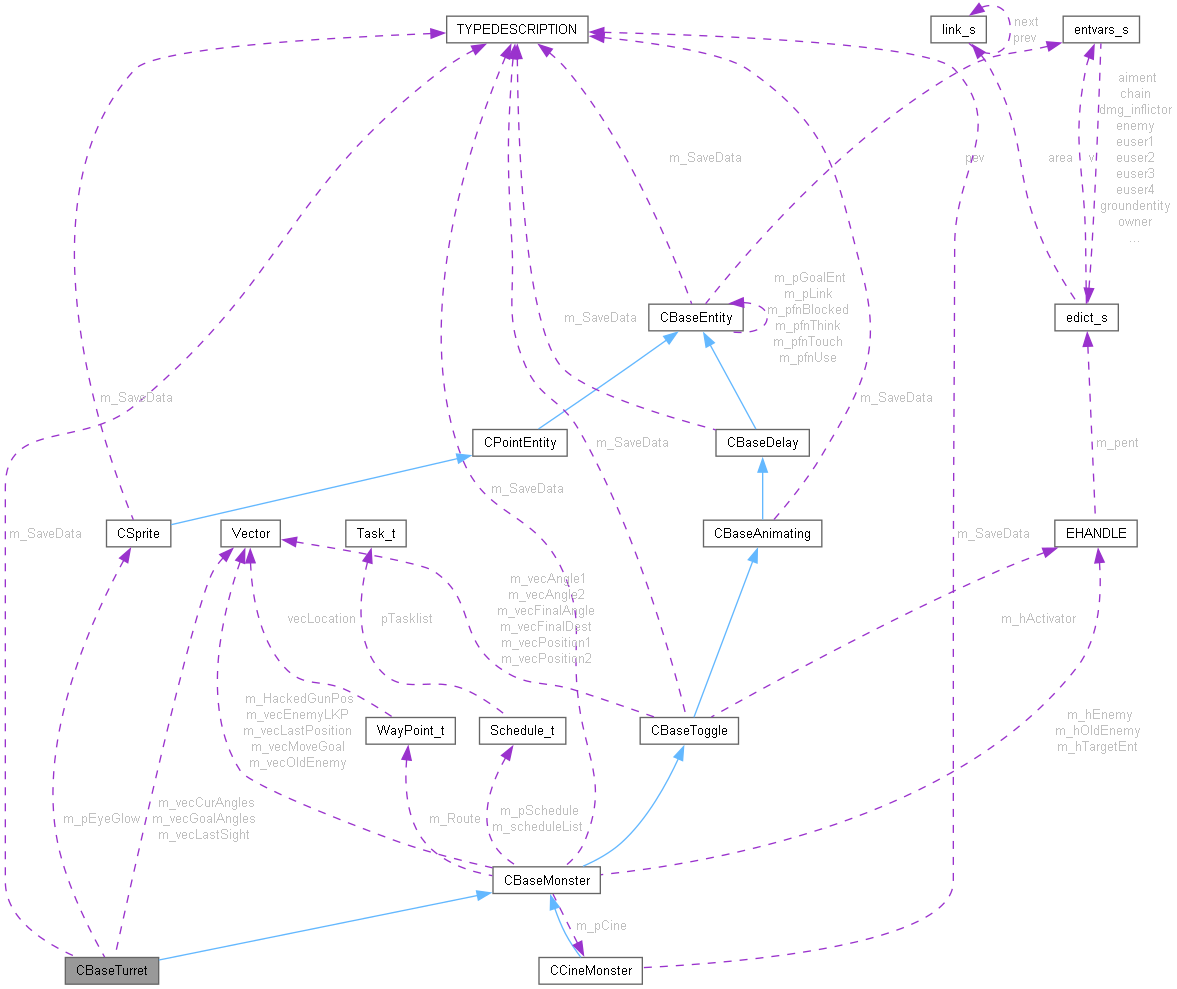 TYPEDESCRIPTION
link_s
next
prev
entvars_s
aiment
chain
dmg_inflictor
enemy
euser1
euser2
euser3
euser4
groundentity
owner
...
m_SaveData
pev
area
v
m_pGoalEnt
m_pLink
m_pfnBlocked
m_pfnThink
m_pfnTouch
m_pfnUse
CBaseEntity
edict_s
m_SaveData
m_SaveData
m_SaveData
CPointEntity
CBaseDelay
m_SaveData
m_pent
m_SaveData
CSprite
Vector
Task_t
CBaseAnimating
EHANDLE
m_SaveData
m_SaveData
m_vecAngle1
m_vecAngle2
m_vecFinalAngle
m_vecFinalDest
m_vecPosition1
m_vecPosition2
vecLocation
pTasklist
m_hActivator
m_HackedGunPos
m_vecEnemyLKP
m_vecLastPosition
m_vecMoveGoal
m_vecOldEnemy
WayPoint_t
Schedule_t
CBaseToggle
m_hEnemy
m_hOldEnemy
m_hTargetEnt
m_pEyeGlow
m_vecCurAngles
m_vecGoalAngles
m_vecLastSight
m_Route
m_pSchedule
m_scheduleList
CBaseMonster
m_pCine
CBaseTurret
CCineMonster